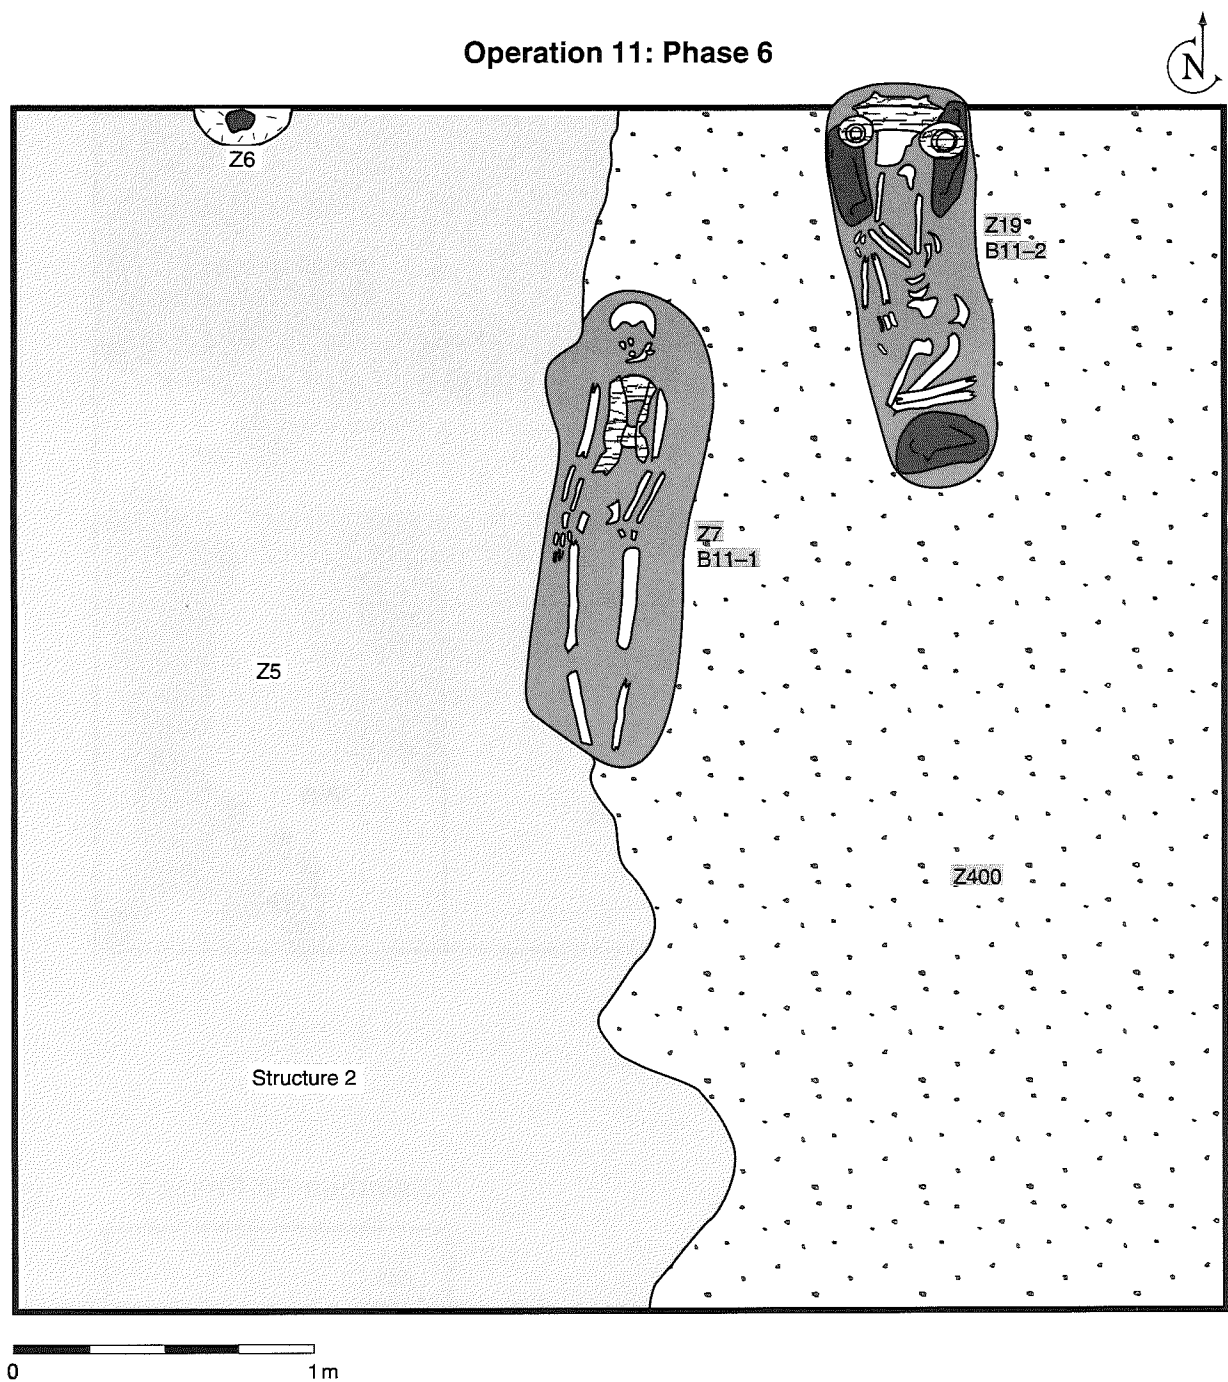 Operation 11: Phase 6
N
Z6
Z19
B11–2
Z7
B11–1
Z5
Z400
Structure 2
0 1 m